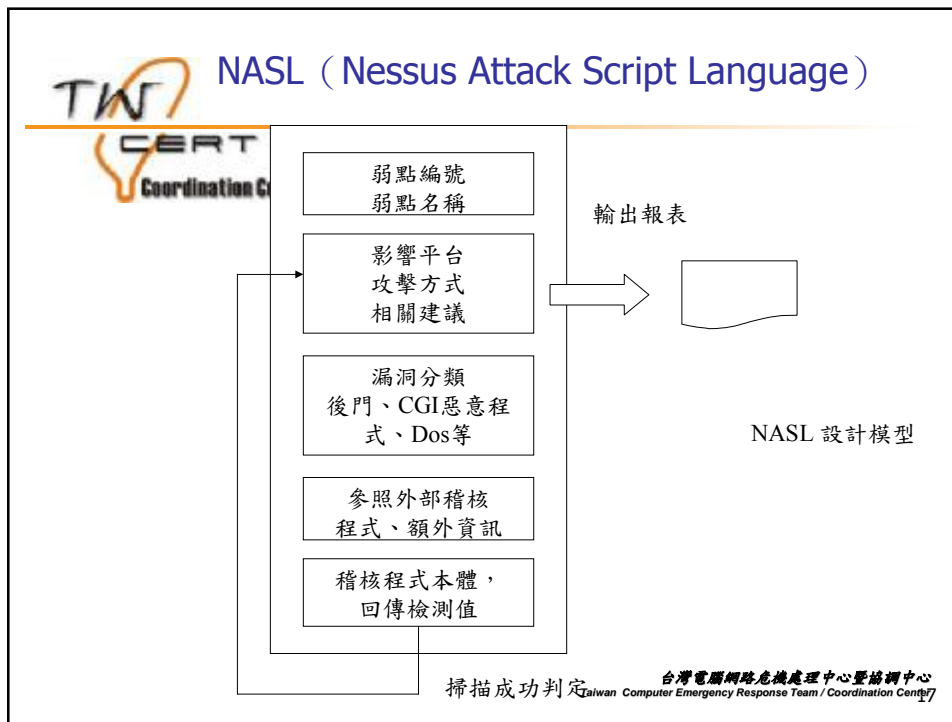 NASL（Nessus Attack Script Language）
TW
CERT
Coordination C
弱點編號
弱點名稱
輸出報表
影響平台
攻擊方式
相關建議
漏洞分類
後門、CGI惡意程
式、Dos等
NASL 設計模型
參照外部稽核
程式、額外資訊
稽核程式本體，
回傳檢測值
掃描成功判定
台灣電腦網路危機處理中心暨協調中心
Taiwan Computer Emergency Response Team / Coordination Center
17